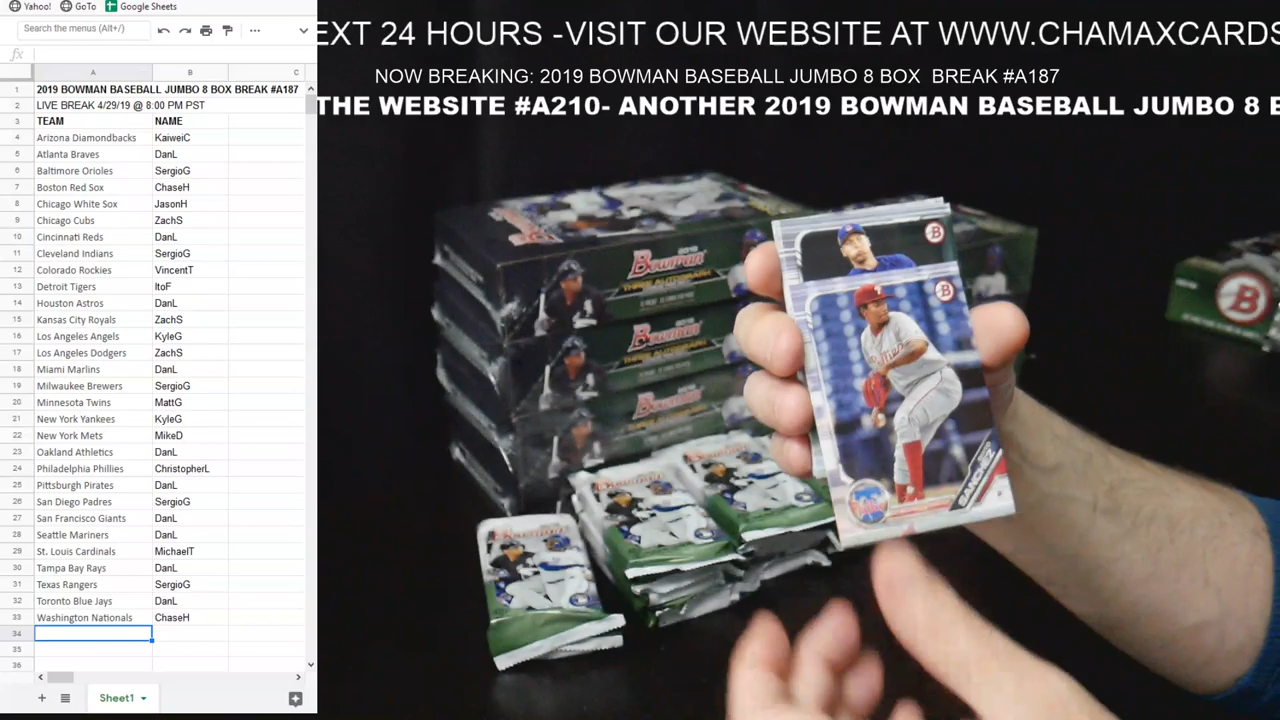 Yahoo! GoTo Google Sheets
Search the menus (Alt+/)
fx
A B C
1 2019 BOWMAN BASEBALL JUMBO 8 BOX BREAK #A187
2 LIVE BREAK 4/29/19 @ 8:00 PM PST
3 TEAM NAME
4 Arizona Diamondbacks KaiweiC
5 Atlanta Braves DanL
6 Baltimore Orioles SergioG
7 Boston Red Sox ChaseH
8 Chicago White Sox JasonH
9 Chicago Cubs ZachS
10 Cincinnati Reds DanL
11 Cleveland Indians SergioG
12 Colorado Rockies VincentT
13 Detroit Tigers ItoF
14 Houston Astros DanL
15 Kansas City Royals ZachS
16 Los Angeles Angels KyleG
17 Los Angeles Dodgers ZachS
18 Miami Marlins DanL
19 Milwaukee Brewers SergioG
20 Minnesota Twins MattG
21 New York Yankees KyleG
22 New York Mets MikeD
23 Oakland Athletics DanL
24 Philadelphia Phillies ChristopherL
25 Pittsburgh Pirates DanL
26 San Diego Padres SergioG
27 San Francisco Giants DanL
28 Seattle Mariners DanL
29 St. Louis Cardinals MichaelT
30 Tampa Bay Rays DanL
31 Texas Rangers SergioG
32 Toronto Blue Jays DanL
33 Washington Nationals ChaseH
34
35
36
Sheet1
EXT 24 HOURS -VISIT OUR WEBSITE AT WWW.CHAMAXCARDS
NOW BREAKING: 2019 BOWMAN BASEBALL JUMBO 8 BOX BREAK #A187
THE WEBSITE #A210- ANOTHER 2019 BOWMAN BASEBALL JUMBO 8 B
2019
Bowman
THREE AUTOGRAPH
Bowman
THREE AUTOGRAPH
Bowman
B
B
Phillies
SANCHEZ
B
Bowman